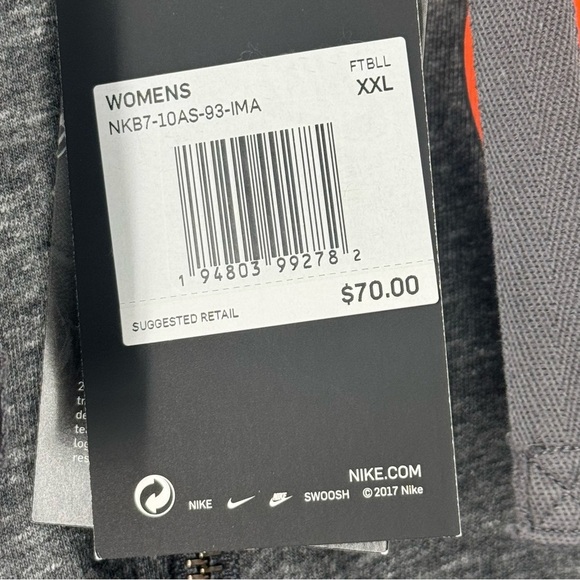 WOMENS FTBLL
NKB7-10AS-93-IMA XXL
1 94803 99278 2
SUGGESTED RETAIL $70.00
NIKE.COM
NIKE SWOOSH © 2017 Nike